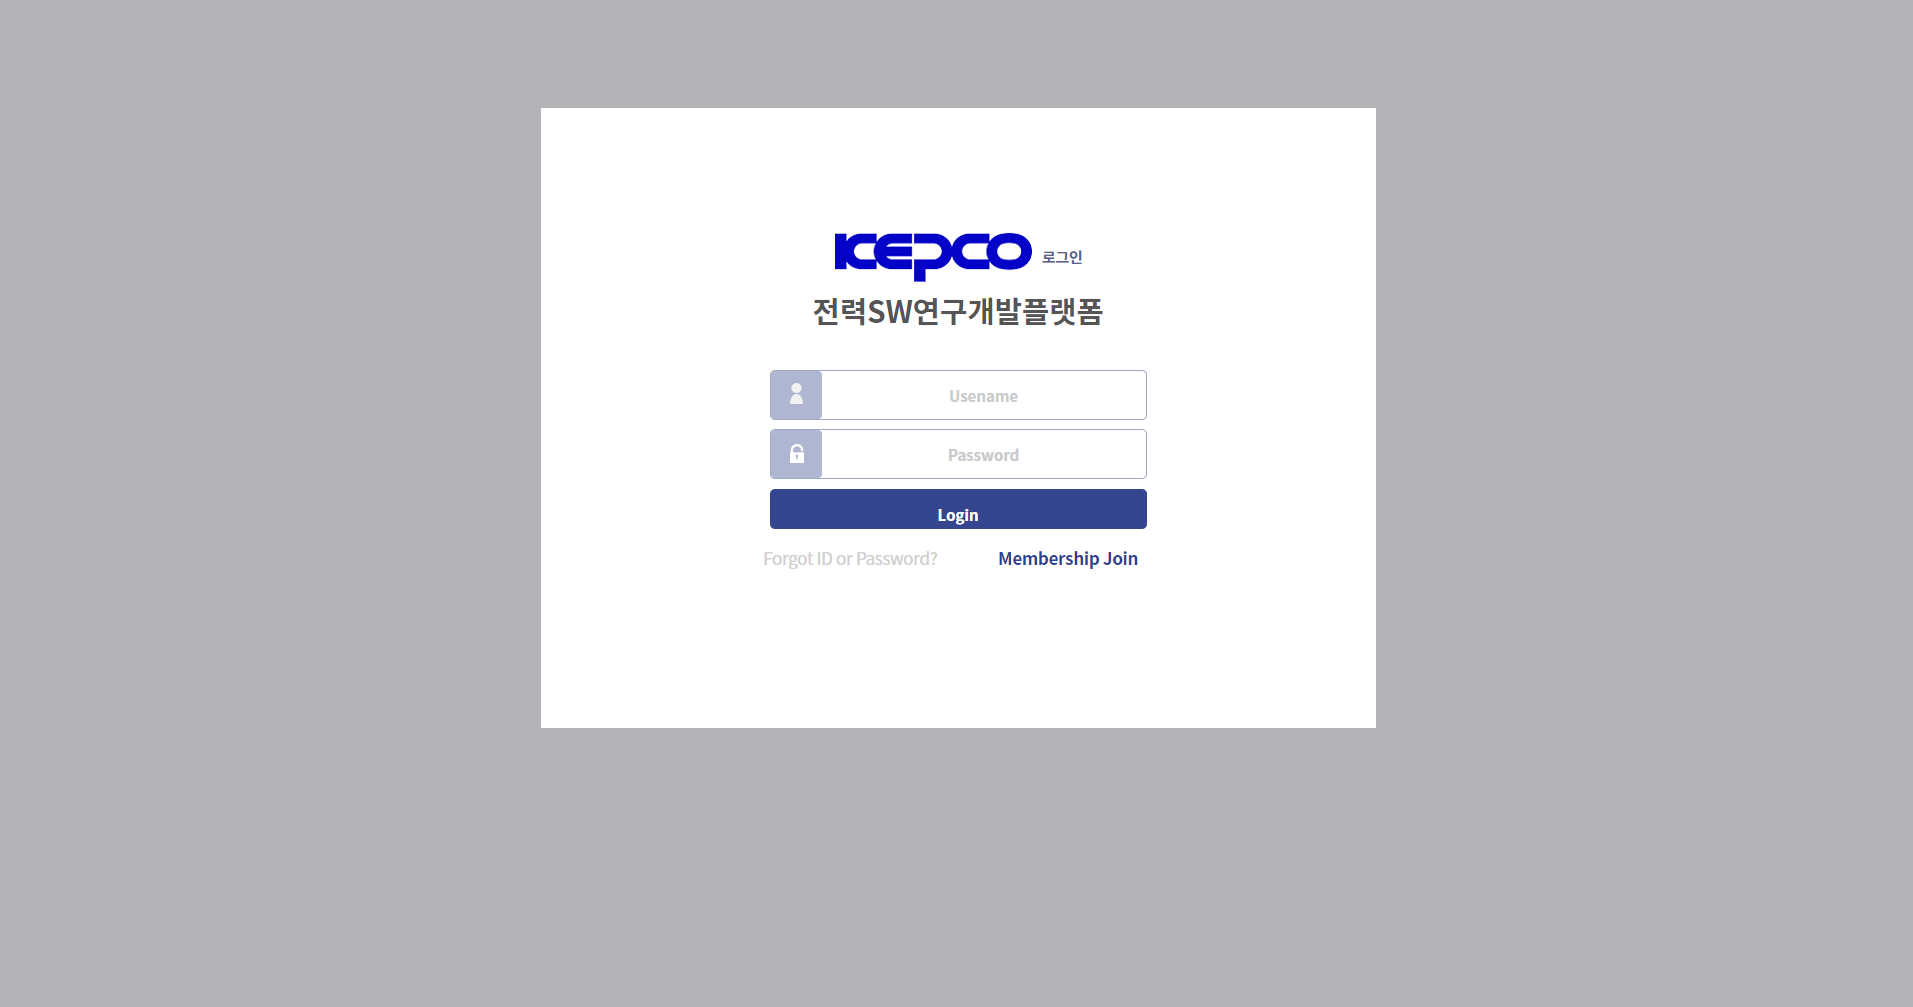 KEPCO 로그인
전력SW연구개발플랫폼
Usename
Password
Login
Forgot ID or Password? Membership Join